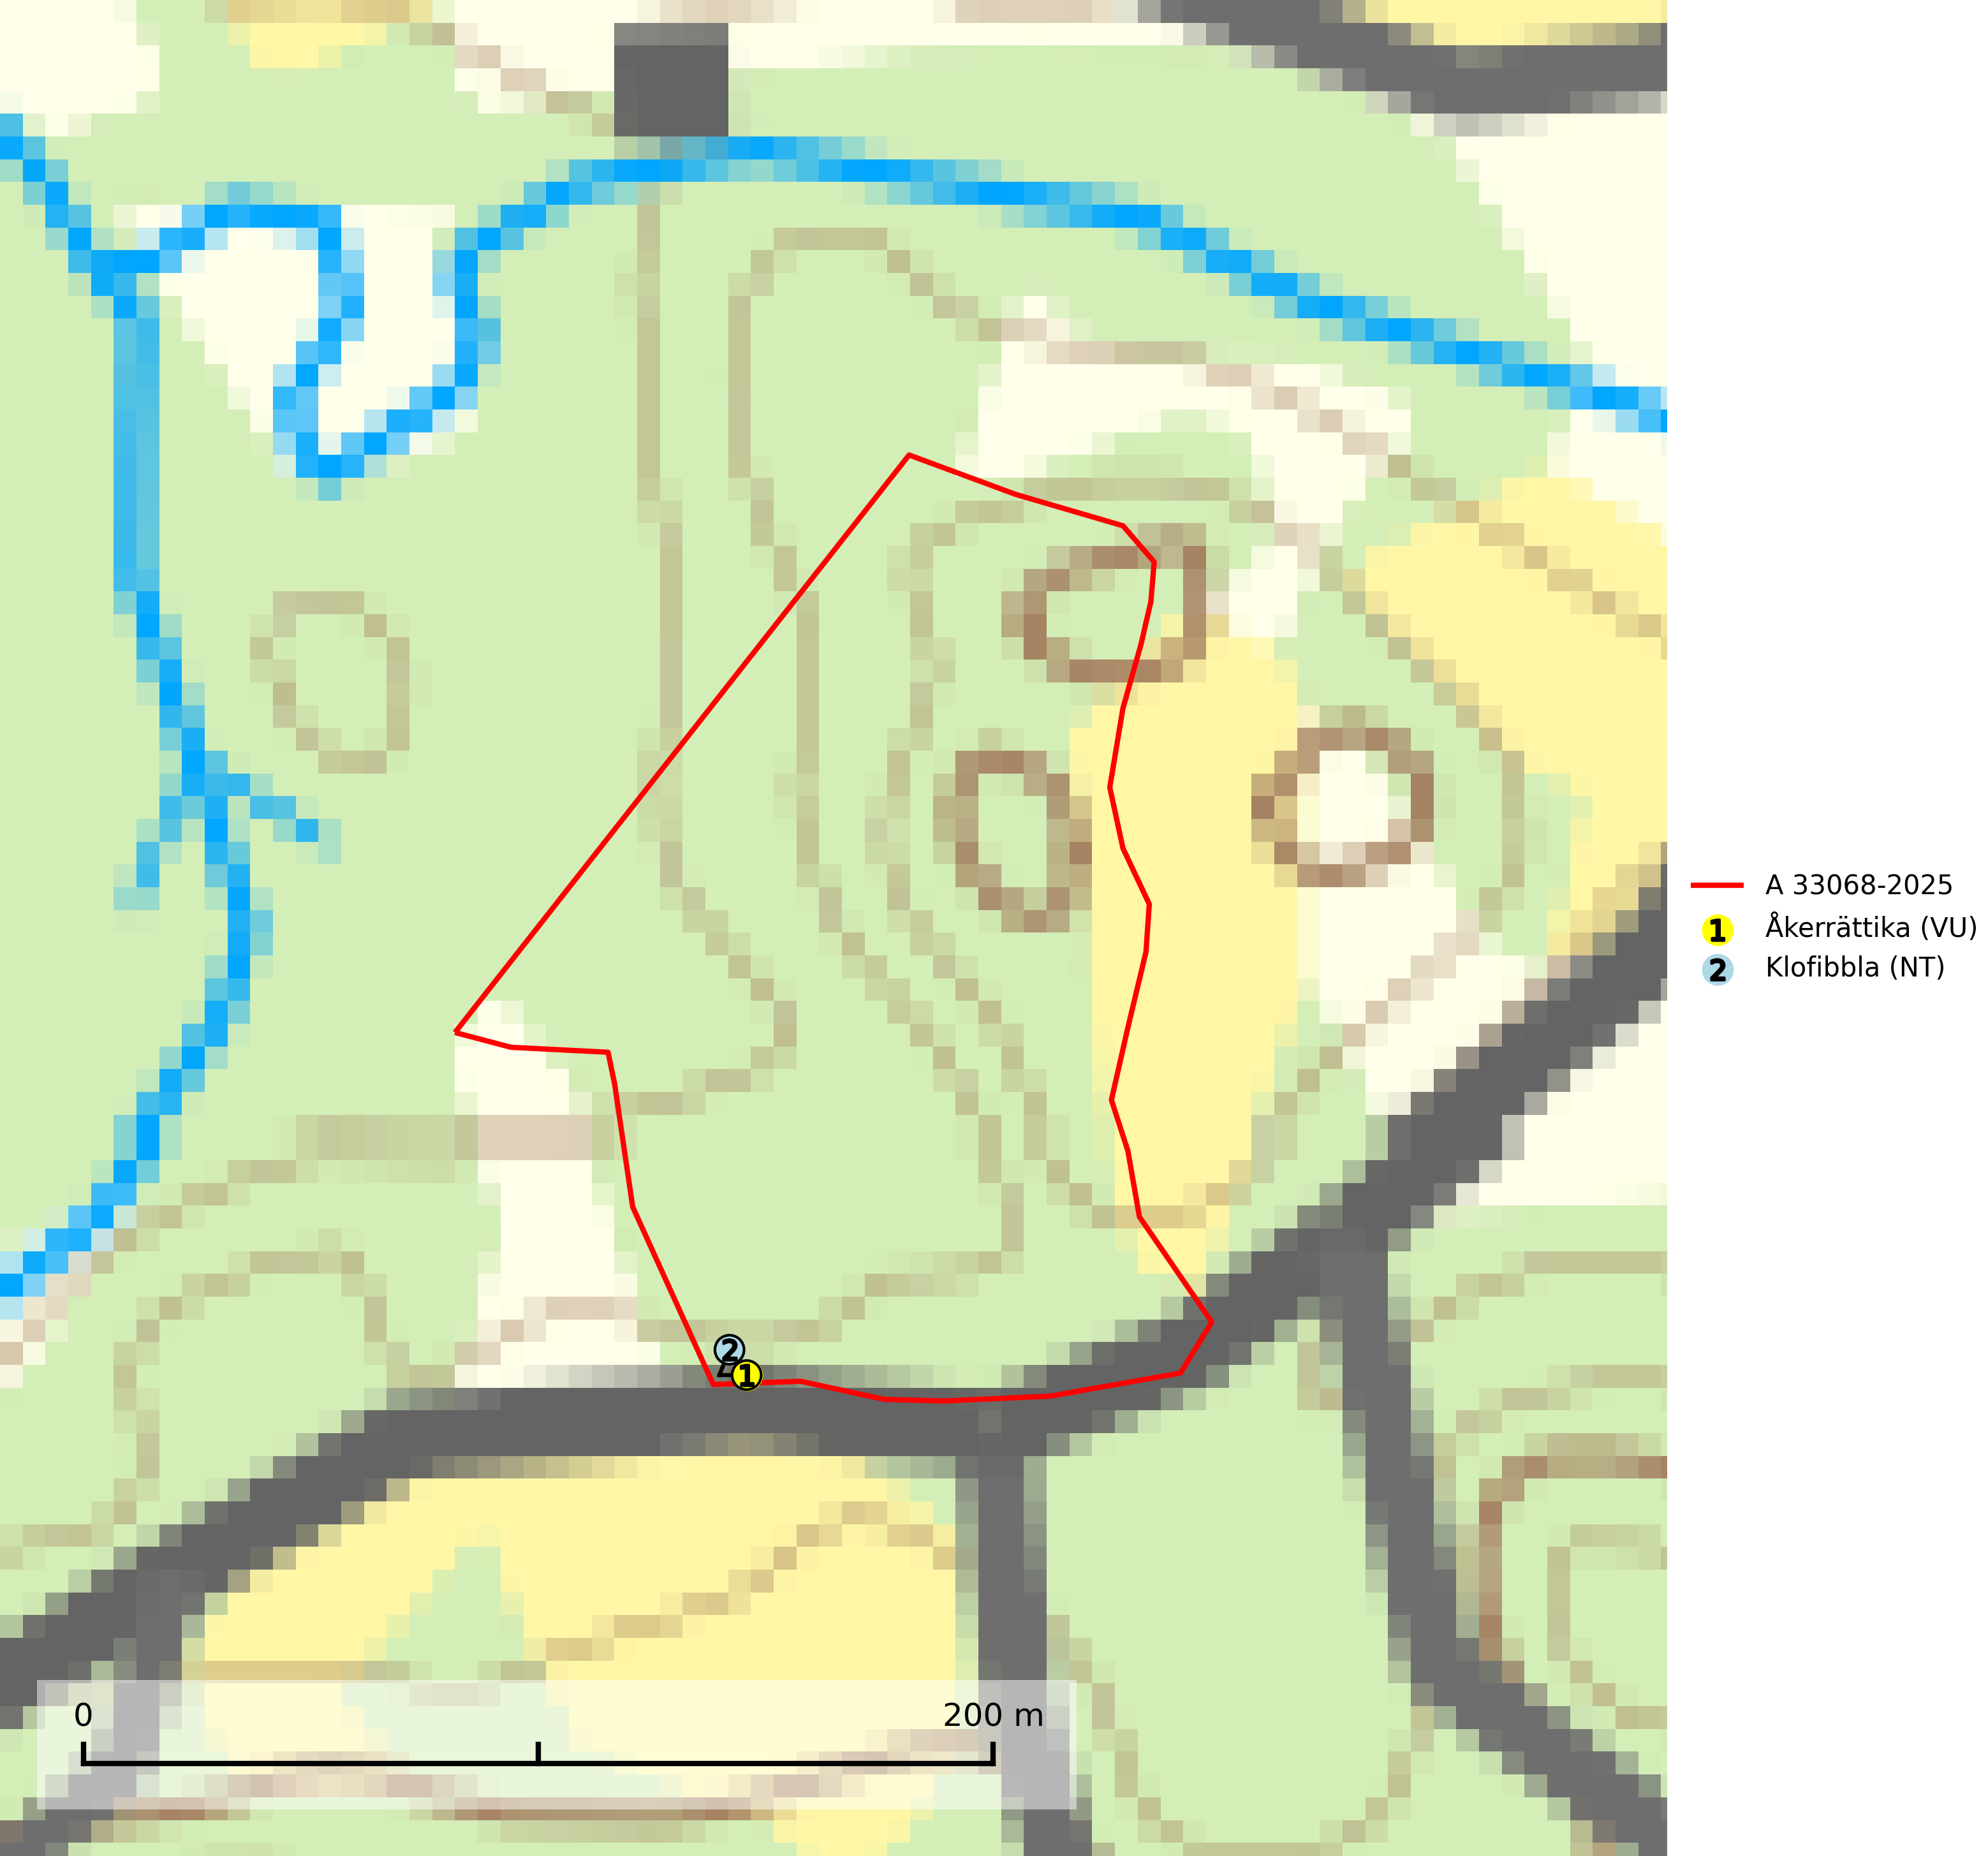 A 33068-2025
1 Åkerrättika (VU)
2 Klofibbla (NT)
2
1
0 200 m